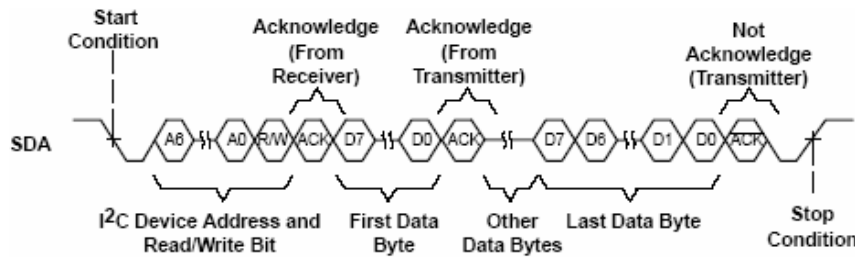 Start
Condition
Acknowledge
(From
Receiver)
Acknowledge
(From
Transmitter)
Not
Acknowledge
(Transmitter)
SDA
A6
A0
R/W
ACK
D7
D0
ACK
D7
D6
D1
D0
A̅C̅K̅
I²C Device Address and
Read/Write Bit
First Data
Byte
Other
Data Bytes
Last Data Byte
Stop
Condition